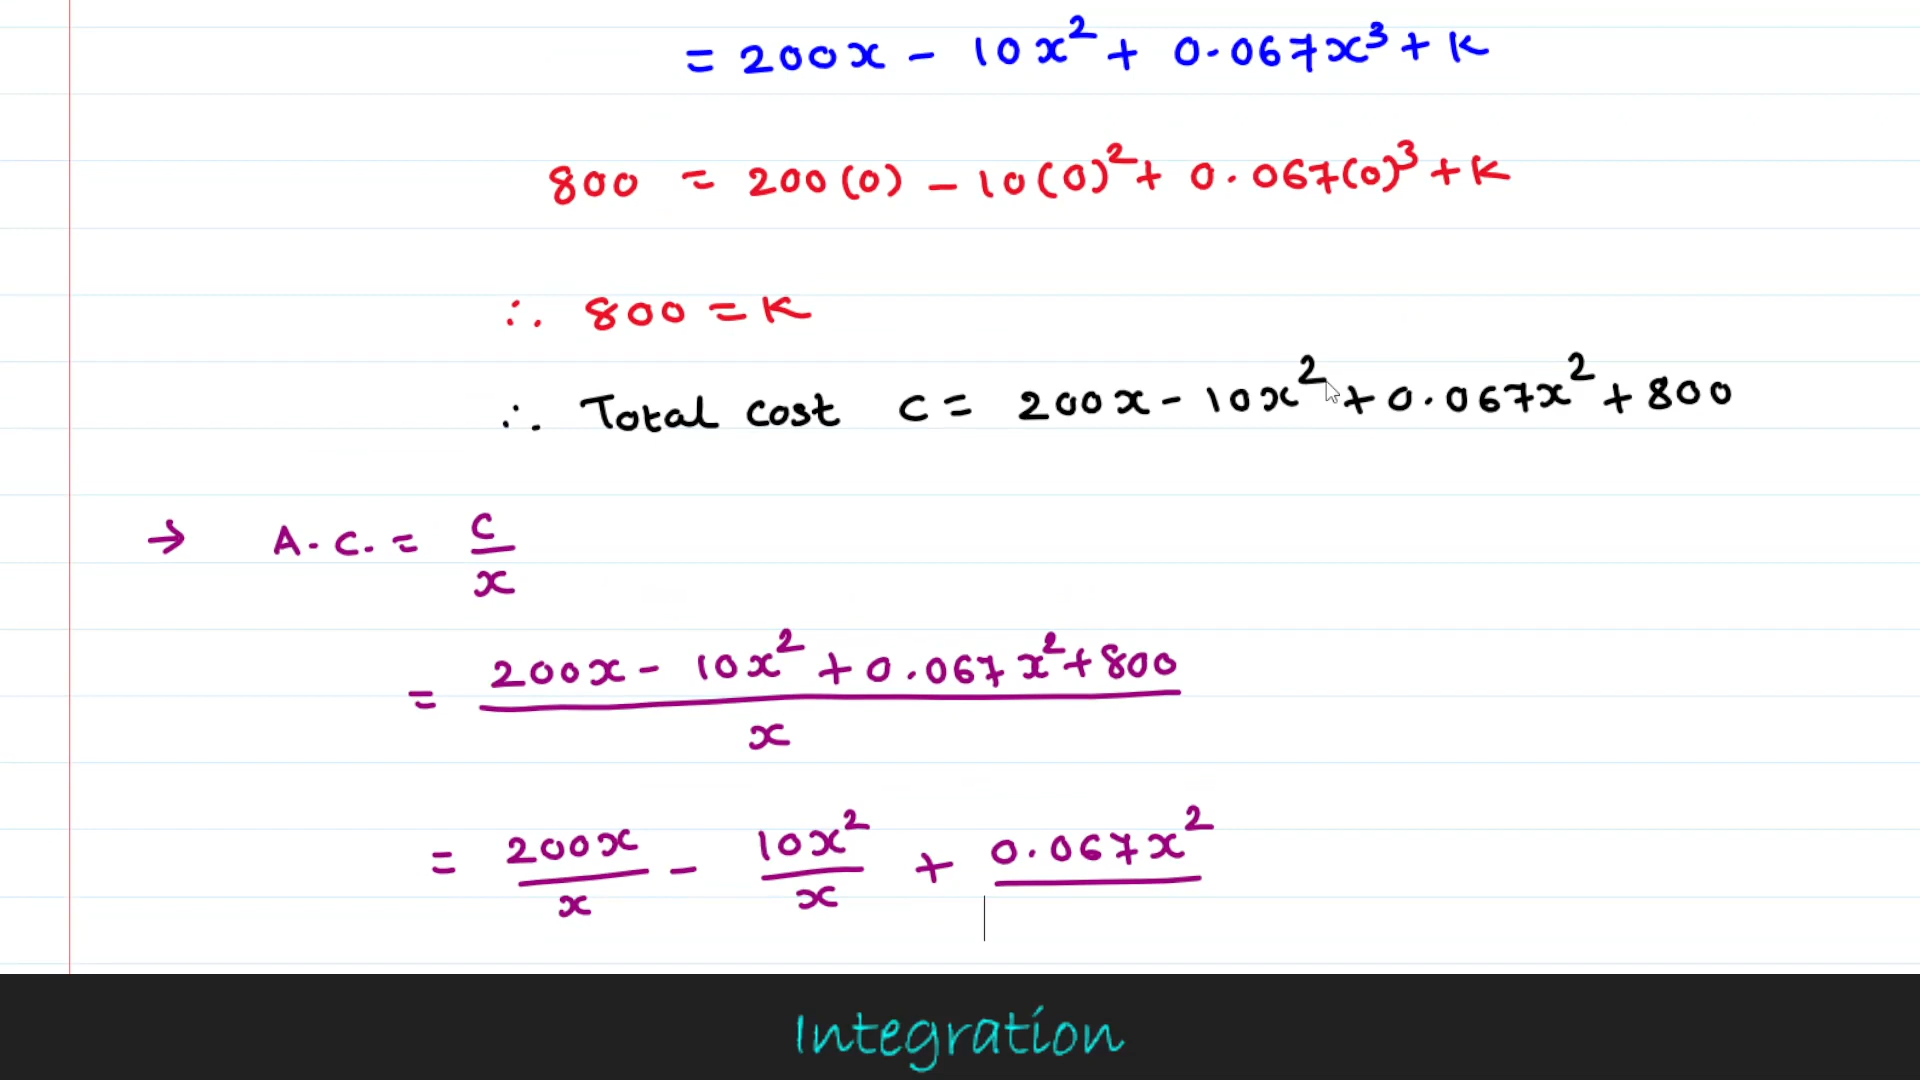 = 200x - 10x² + 0.067x³ + K
800 = 200(0) - 10(0)² + 0.067(0)³ + K
∴ 800 = K
∴ Total cost C = 200x - 10x² + 0.067x² + 800
→ A.C. = C/x
= (200x - 10x² + 0.067x² + 800)/x
= 200x/x - 10x²/x + 0.067x²
Integration